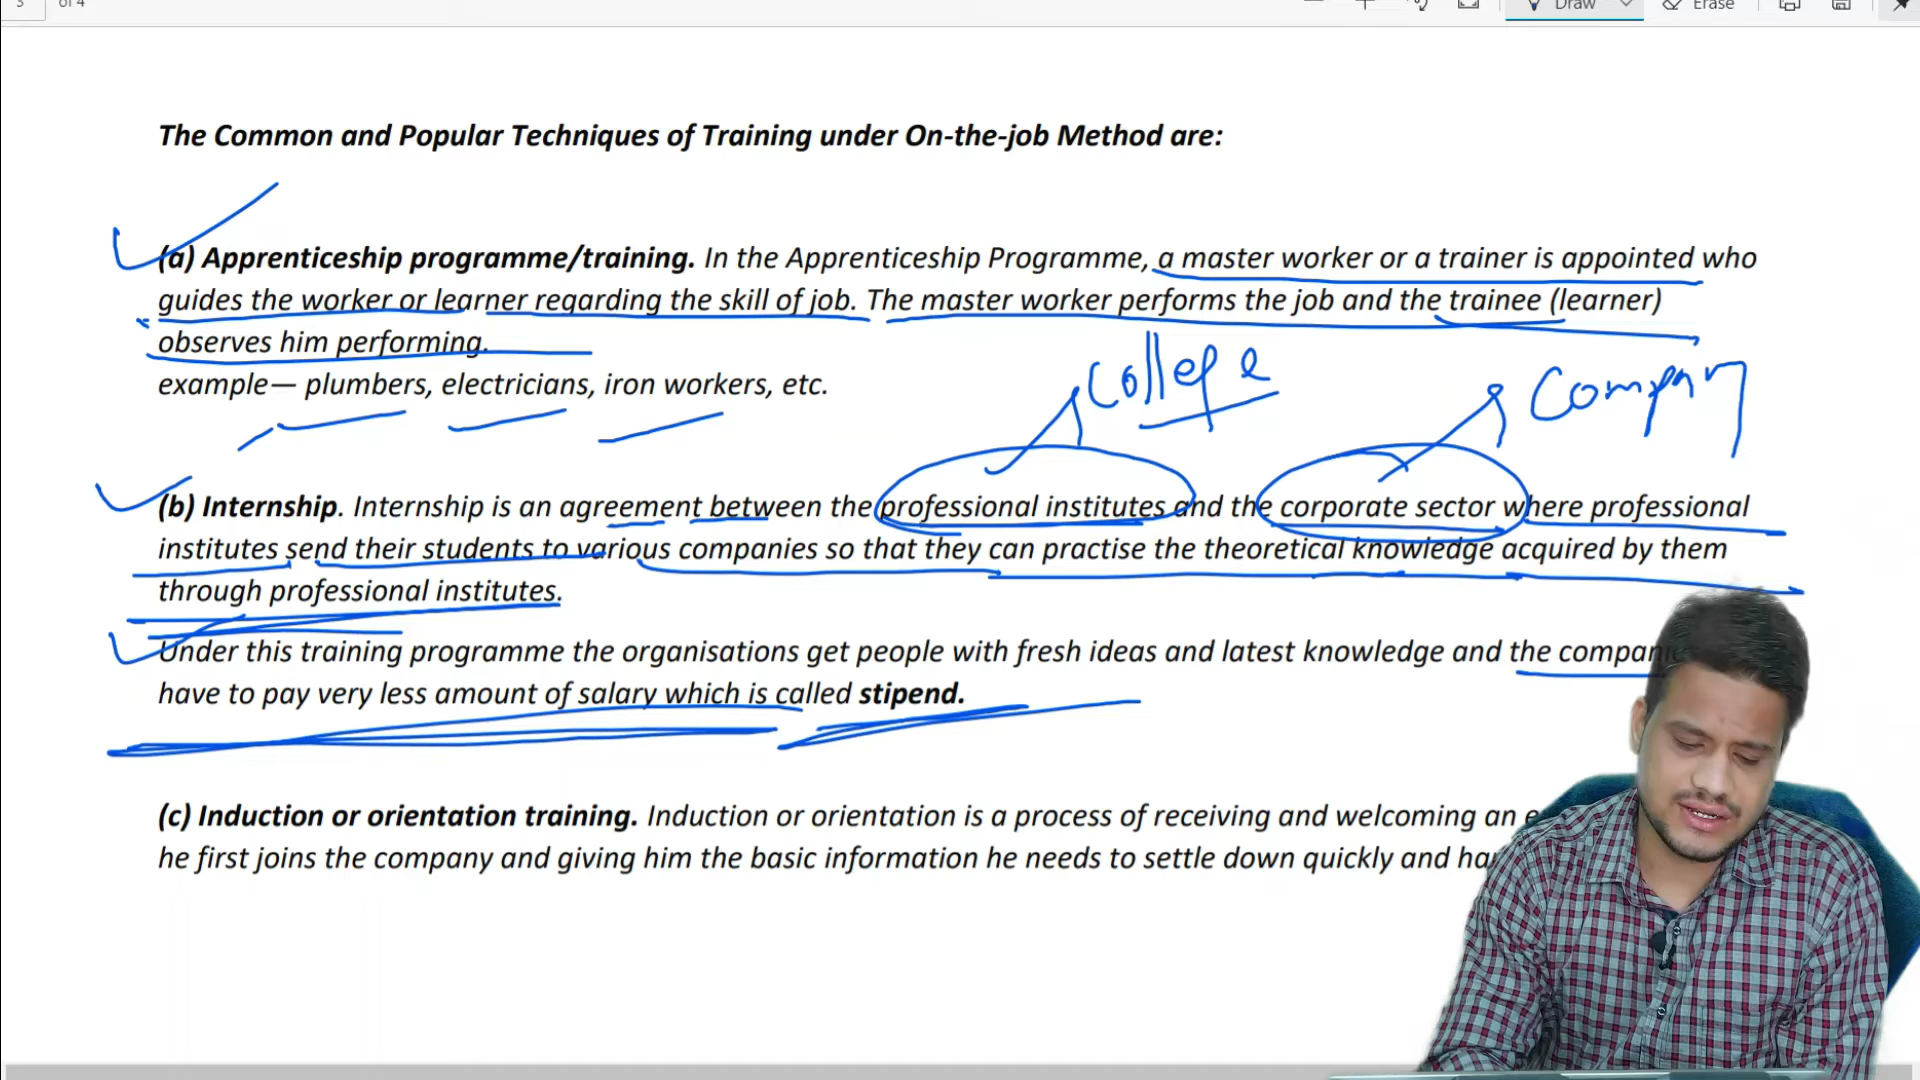 3 of 4
Draw
Erase
The Common and Popular Techniques of Training under On-the-job Method are:
(a) Apprenticeship programme/training. In the Apprenticeship Programme, a master worker or a trainer is appointed who
guides the worker or learner regarding the skill of job. The master worker performs the job and the trainee (learner)
observes him performing.
example— plumbers, electricians, iron workers, etc.
College
Company
(b) Internship. Internship is an agreement between the professional institutes and the corporate sector where professional
institutes send their students to various companies so that they can practise the theoretical knowledge acquired by them
through professional institutes.
Under this training programme the organisations get people with fresh ideas and latest knowledge and the
have to pay very less amount of salary which is called stipend.
(c) Induction or orientation training. Induction or orientation is a process of receiving and welcoming an
he first joins the company and giving him the basic information he needs to settle down quickly and